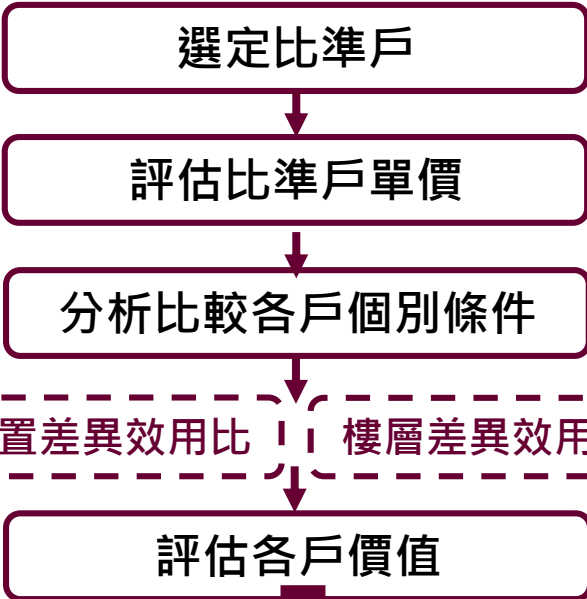 選定比準戶
評估比準戶單價
分析比較各戶個別條件
置差異效用比 樓層差異效用
評估各戶價值